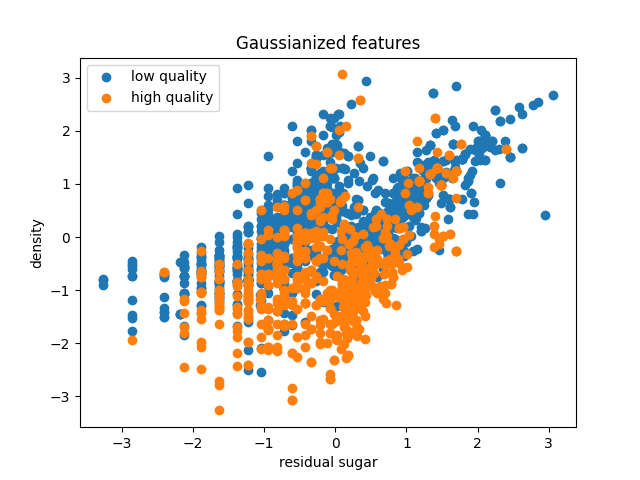 Gaussianized features
low quality
high quality
density
3
2
1
0
−1
−2
−3
−3
−2
−1
0
1
2
3
residual sugar